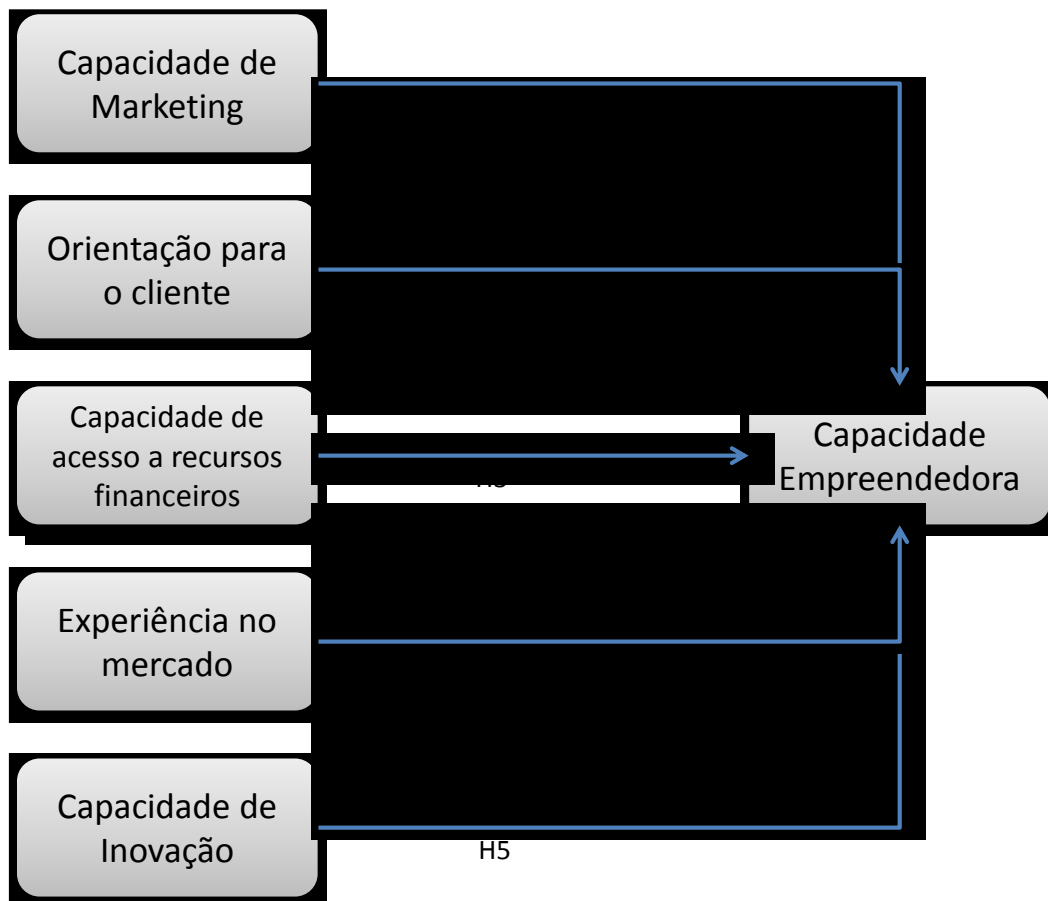 Capacidade de
Marketing
Orientação para
o cliente
Capacidade de
acesso a recursos
financeiros
Capacidade
Empreendedora
Experiência no
mercado
Capacidade de
Inovação
H5